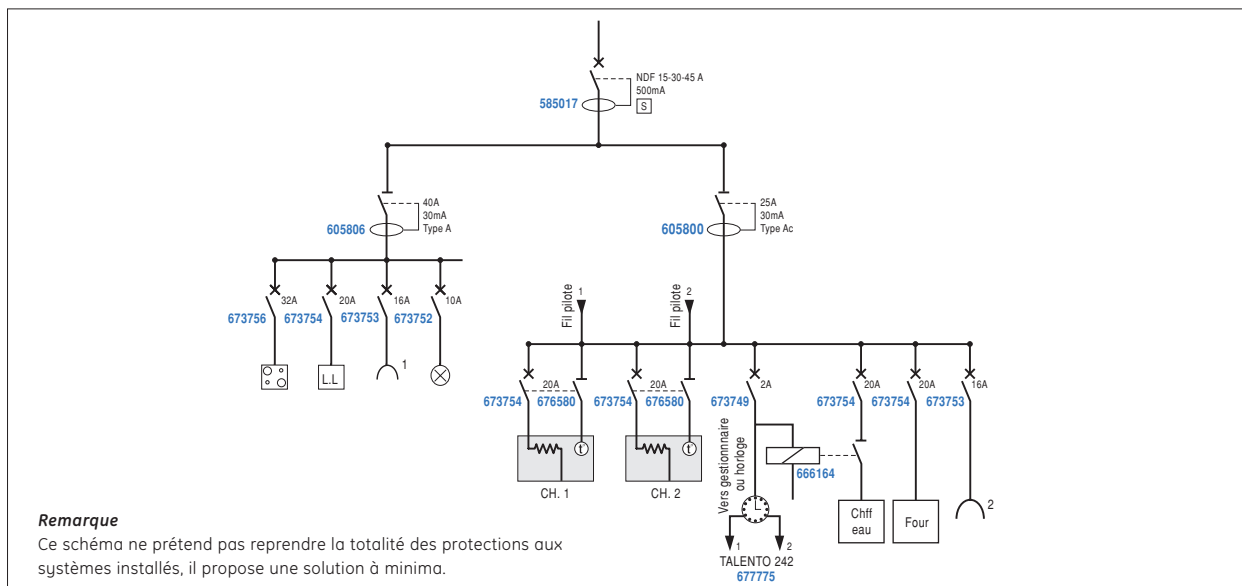 NDF 15-30-45 A
500mA
585017
S
40A
30mA
Type A
605806
25A
30mA
Type Ac
605800
32A
20A
16A
10A
673756
673754
673753
673752
L.L
1
Fil pilote
1
Fil pilote
2
20A
20A
2A
20A
20A
16A
673754
676580
673754
676580
673749
673754
673754
673753
t°
t°
CH. 1
CH. 2
Vers gestionnnaire
ou horloge
666164
Chff
eau
Four
2
1
2
TALENTO 242
677775
Remarque
Ce schéma ne prétend pas reprendre la totalité des protections aux
systèmes installés, il propose une solution à minima.